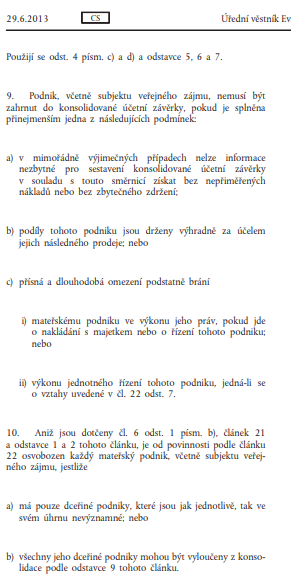 29.6.2013
CS
Úřední věstník Ev
Použijí se odst. 4 písm. c) a d) a odstavce 5, 6 a 7.
9. Podnik, včetně subjektu veřejného zájmu, nemusí být
zahrnut do konsolidované účetní závěrky, pokud je splněna
přinejmenším jedna z následujících podmínek:
a) v mimořádně výjimečných případech nelze informace
nezbytné pro sestavení konsolidované účetní závěrky
v souladu s touto směrnicí získat bez nepřiměřených
nákladů nebo bez zbytečného zdržení;
b) podíly tohoto podniku jsou drženy výhradně za účelem
jejich následného prodeje; nebo
c) přísná a dlouhodobá omezení podstatně brání
i) mateřskému podniku ve výkonu jeho práv, pokud jde
o nakládání s majetkem nebo o řízení tohoto podniku;
nebo
ii) výkonu jednotného řízení tohoto podniku, jedná-li se
o vztahy uvedené v čl. 22 odst. 7.
10. Aniž jsou dotčeny čl. 6 odst. 1 písm. b), článek 21
a odstavce 1 a 2 tohoto článku, je od povinnosti podle článku
22 osvobozen každý mateřský podnik, včetně subjektu veřej-
ného zájmu, jestliže
a) má pouze dceřiné podniky, které jsou jak jednotlivě, tak ve
svém úhrnu nevýznamné; nebo
b) všechny jeho dceřiné podniky mohou být vyloučeny z konso-
lidace podle odstavce 9 tohoto článku.